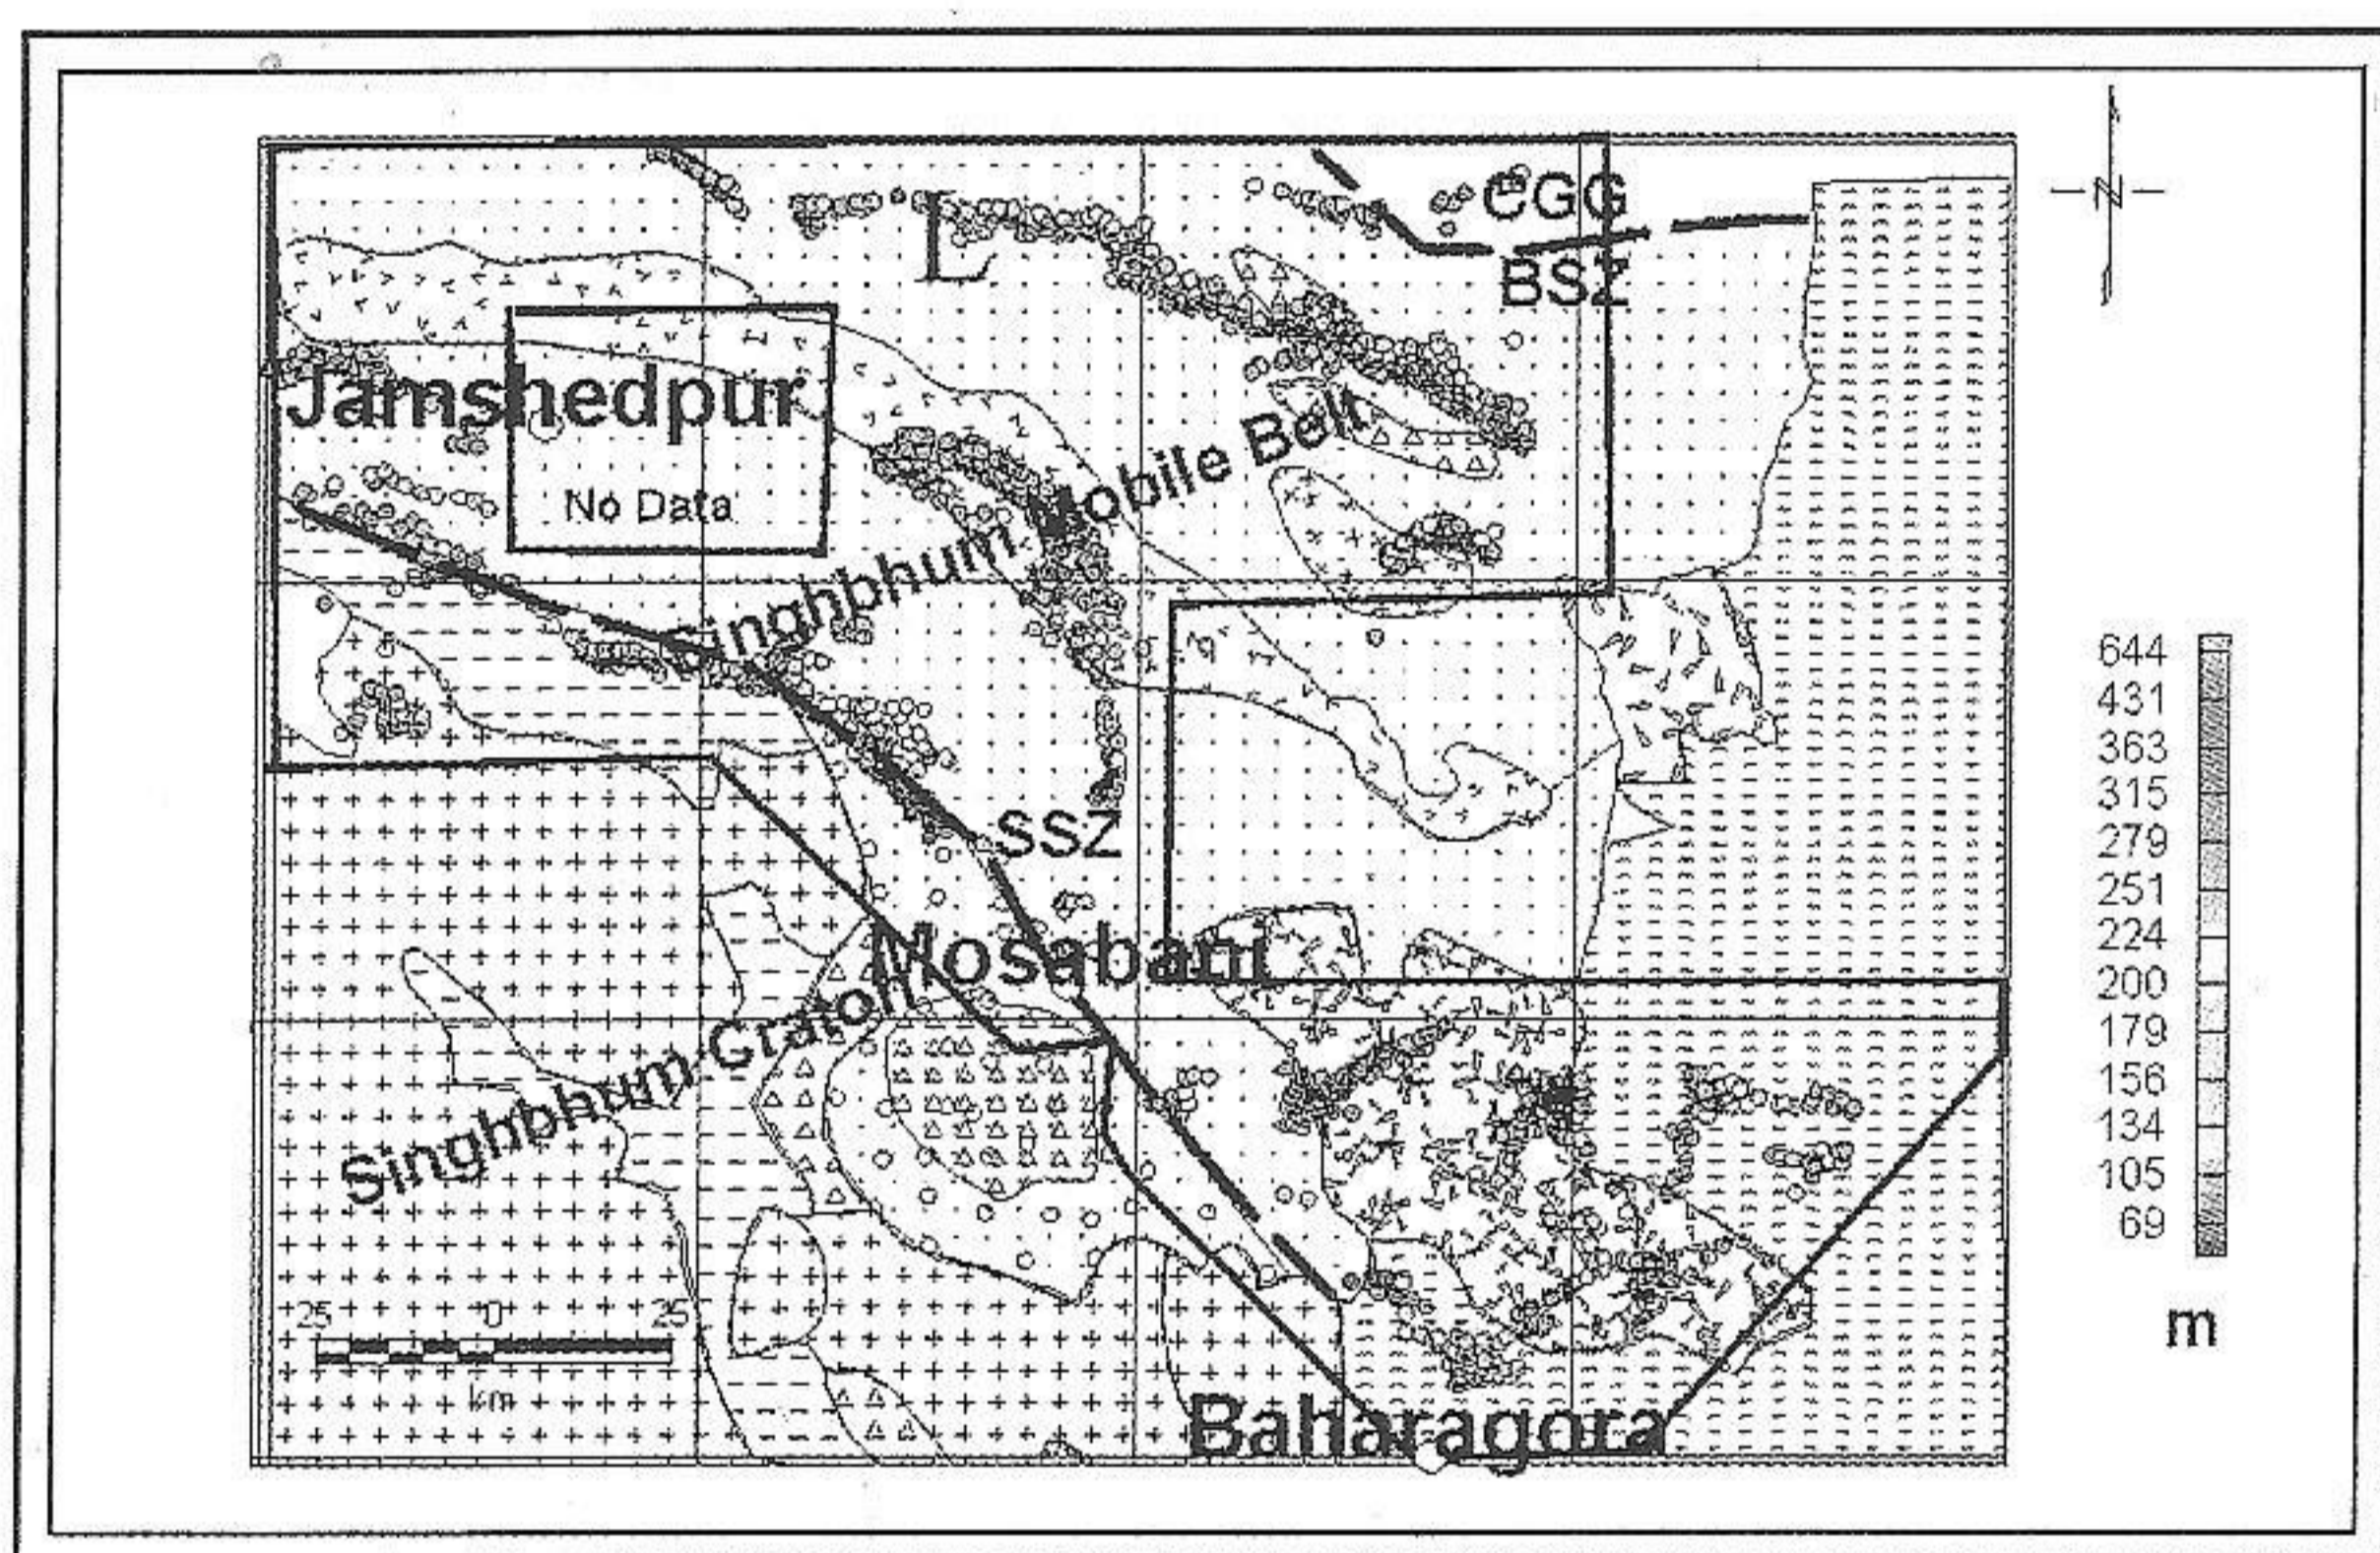 CGG
L
BSZ
Jamshedpur
No Data
Singhbhum Mobile Belt
SSZ
Mosabani
Singhbhum Craton
Baharagora
N
644
431
363
315
279
251
224
200
179
156
134
105
69
m
25 0 25
km